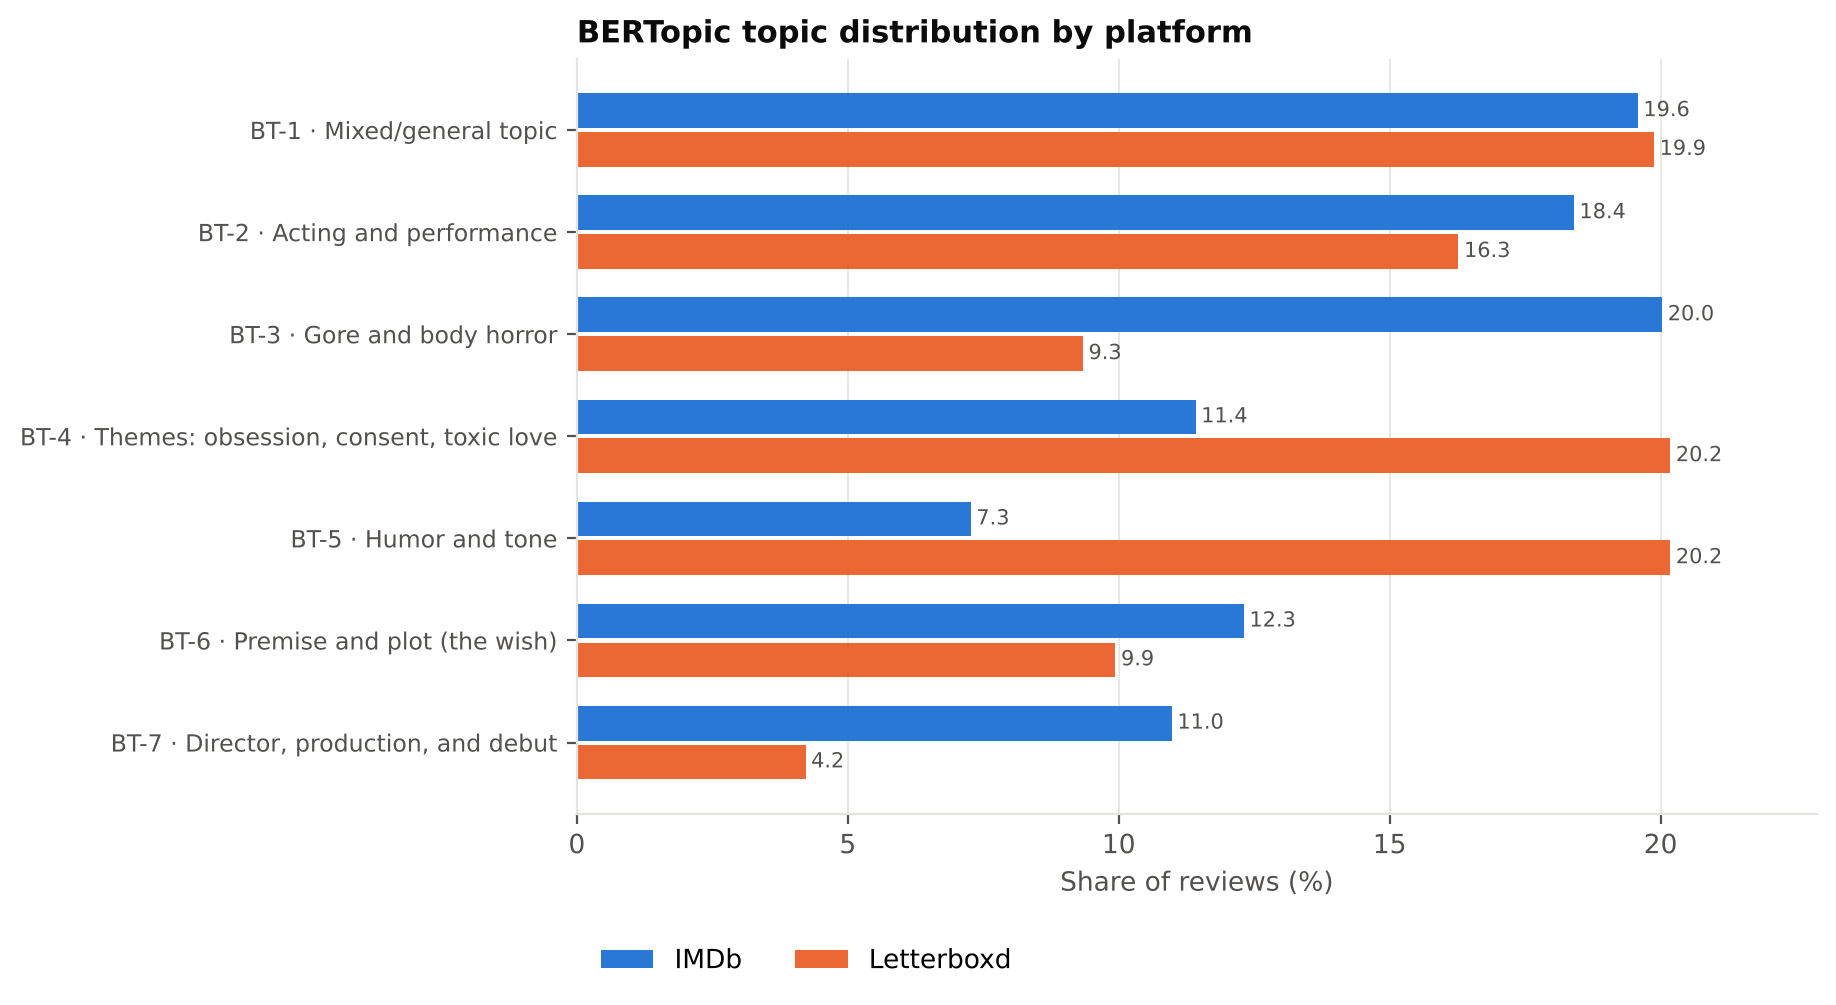 BERTopic topic distribution by platform
BT-1 · Mixed/general topic
19.6
19.9
BT-2 · Acting and performance
18.4
16.3
BT-3 · Gore and body horror
20.0
9.3
BT-4 · Themes: obsession, consent, toxic love
11.4
20.2
BT-5 · Humor and tone
7.3
20.2
BT-6 · Premise and plot (the wish)
12.3
9.9
BT-7 · Director, production, and debut
11.0
4.2
0 5 10 15 20
Share of reviews (%)
IMDb Letterboxd